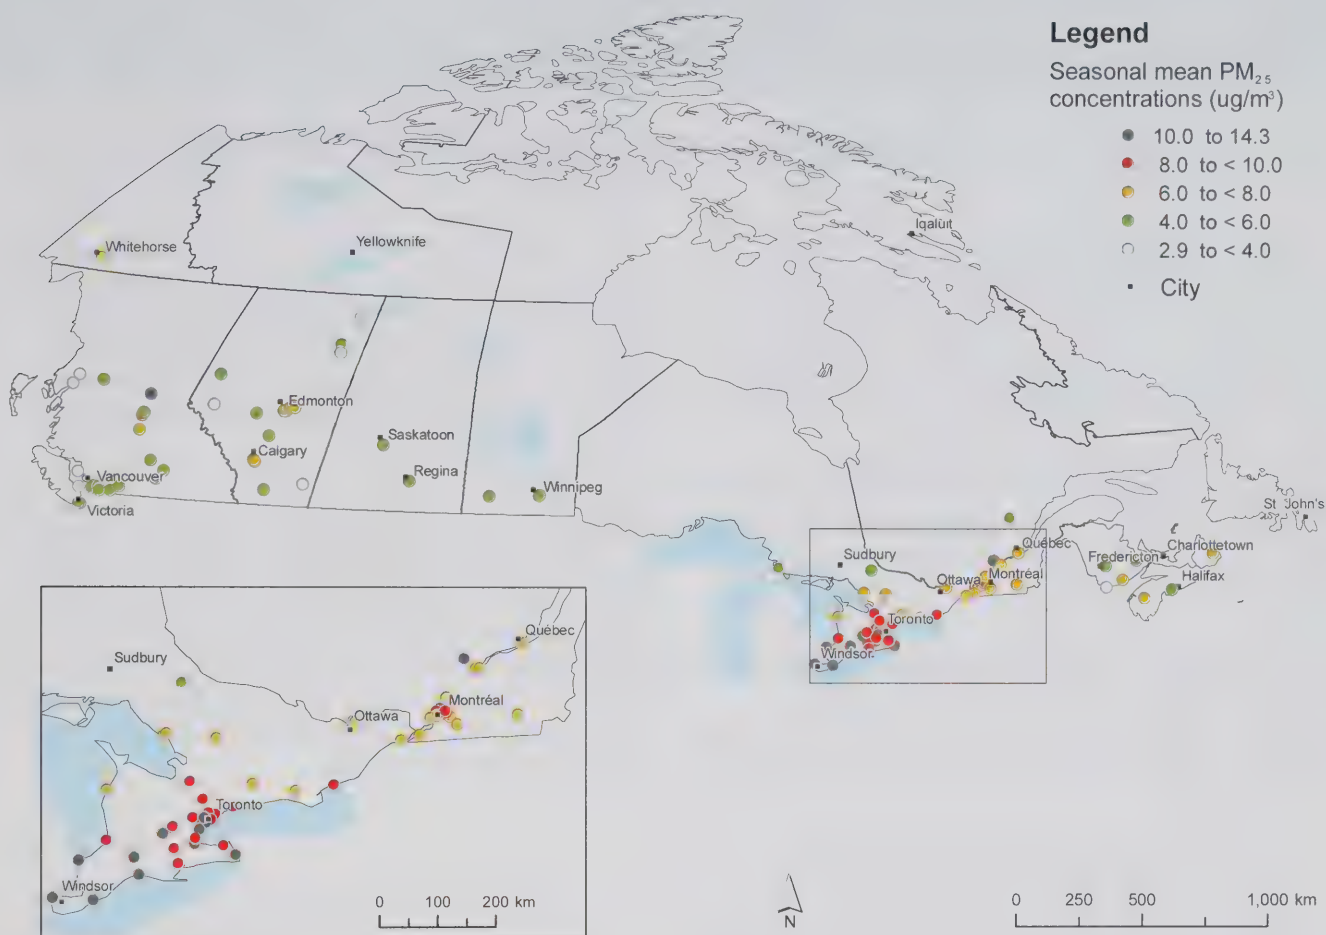 Legend
Seasonal mean PM₂₅
concentrations (ug/m³)
10.0 to 14.3
8.0 to < 10.0
6.0 to < 8.0
4.0 to < 6.0
2.9 to < 4.0
City
Iqaluit
Whitehorse
Yellowknife
Edmonton
Saskatoon
Calgary
Regina
Vancouver
Winnipeg
Victoria
St John's
Québec
Charlottetown
Fredericton
Sudbury
Montréal
Halifax
Ottawa
Toronto
Windsor
Québec
Sudbury
Montréal
Ottawa
Toronto
Windsor
0 100 200 km
N
0 250 500 1,000 km